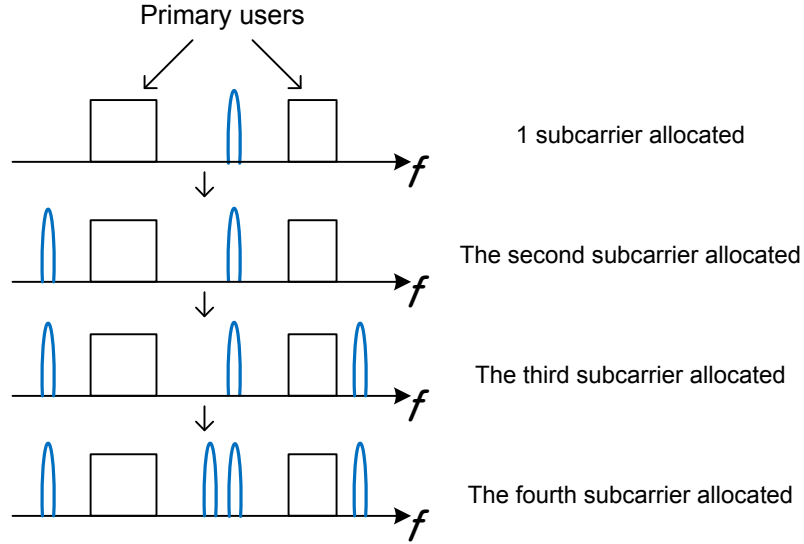 Primary users
1 subcarrier allocated
f
The second subcarrier allocated
f
The third subcarrier allocated
f
The fourth subcarrier allocated
f